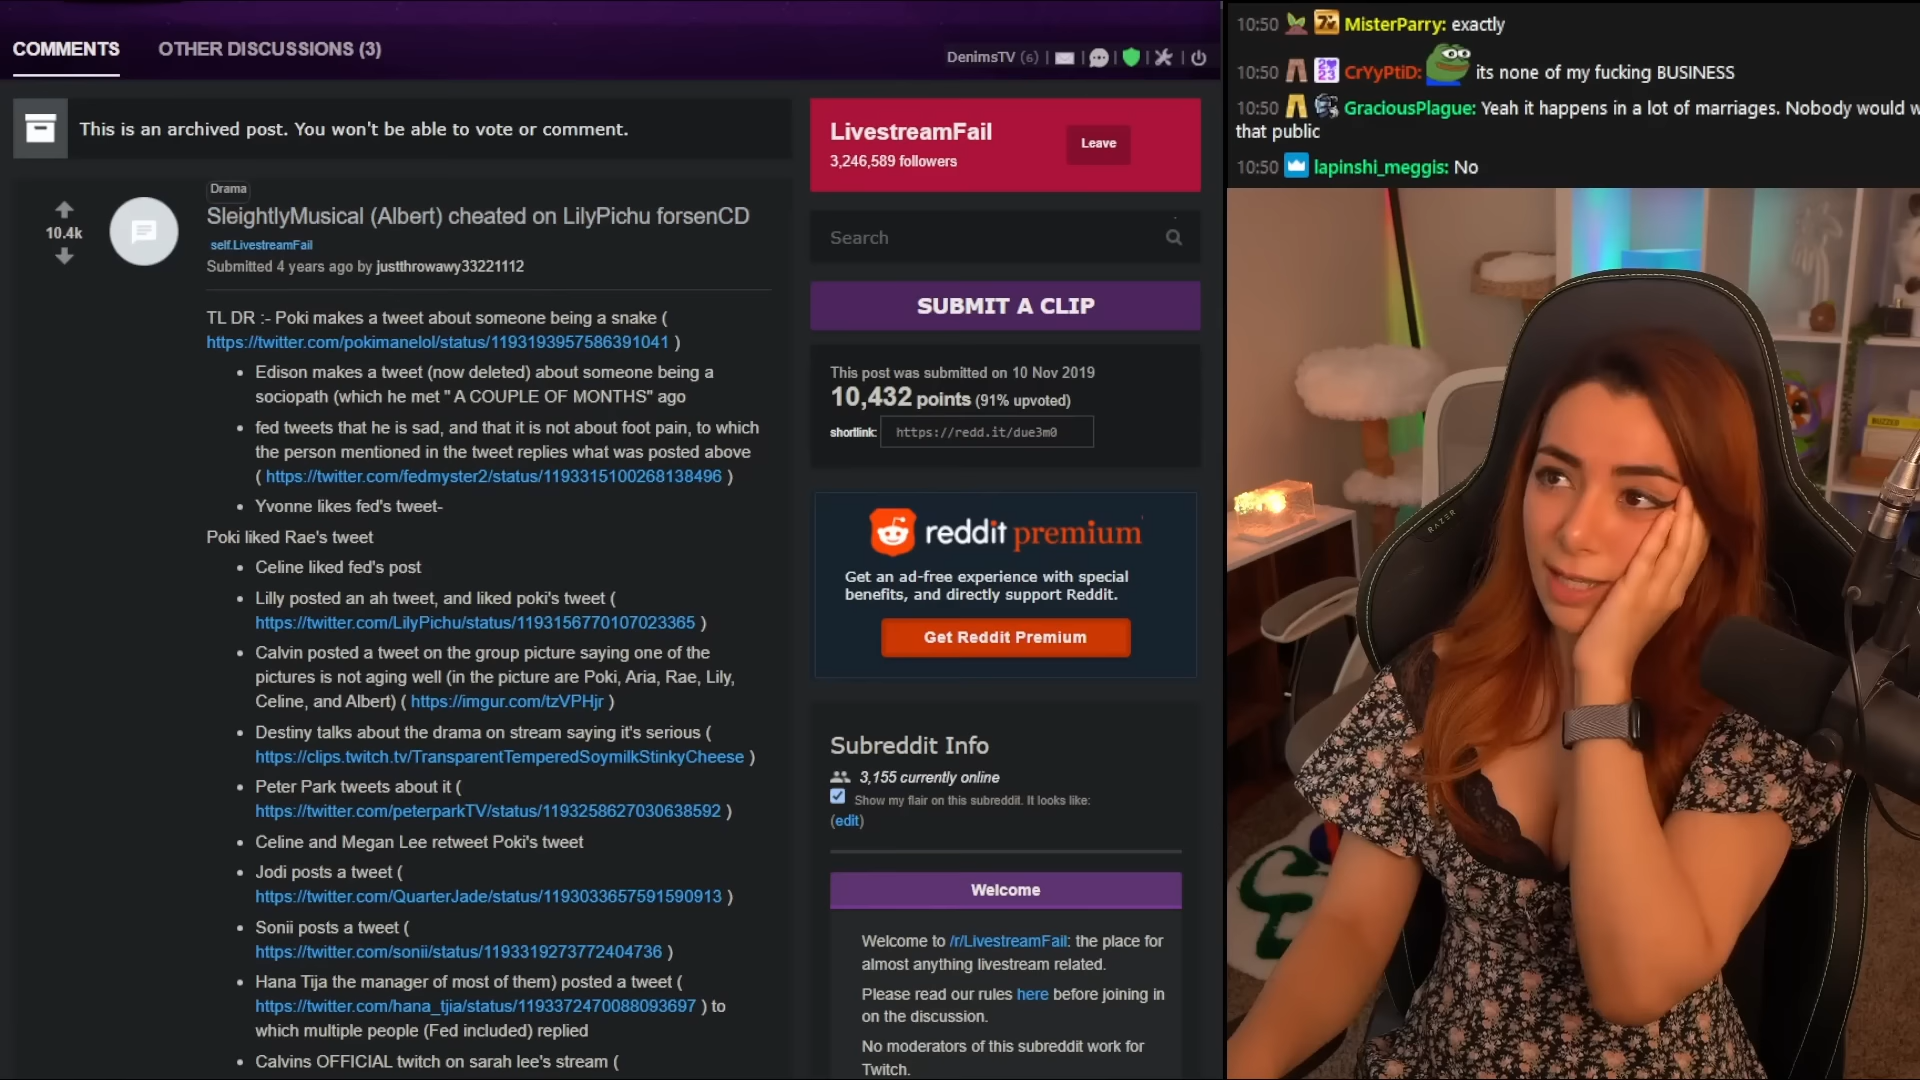 COMMENTS
OTHER DISCUSSIONS (3)
DenimsTV (6)
This is an archived post. You won't be able to vote or comment.
10.4k
Drama
SleightlyMusical (Albert) cheated on LilyPichu forsenCD
self.LivestreamFail
Submitted 4 years ago by justthrowawy33221112
TL DR :- Poki makes a tweet about someone being a snake (
https://twitter.com/pokimanelol/status/1193193957586391041 )
• Edison makes a tweet (now deleted) about someone being a
sociopath (which he met " A COUPLE OF MONTHS" ago
• fed tweets that he is sad, and that it is not about foot pain, to which
the person mentioned in the tweet replies what was posted above
( https://twitter.com/fedmyster2/status/1193315100268138496 )
• Yvonne likes fed's tweet-
Poki liked Rae's tweet
• Celine liked fed's post
• Lilly posted an ah tweet, and liked poki's tweet (
https://twitter.com/LilyPichu/status/1193156770107023365 )
• Calvin posted a tweet on the group picture saying one of the
pictures is not aging well (in the picture are Poki, Aria, Rae, Lily,
Celine, and Albert) ( https://imgur.com/tzVPHjr )
• Destiny talks about the drama on stream saying it's serious (
https://clips.twitch.tv/TransparentTemperedSoymilkStinkyCheese )
• Peter Park tweets about it (
https://twitter.com/peterparkTV/status/1193258627030638592 )
• Celine and Megan Lee retweet Poki's tweet
• Jodi posts a tweet (
https://twitter.com/QuarterJade/status/1193033657591590913 )
• Sonii posts a tweet (
https://twitter.com/sonii/status/1193319273772404736 )
• Hana Tija the manager of most of them) posted a tweet (
https://twitter.com/hana_tjia/status/1193372470088093697 ) to
which multiple people (Fed included) replied
• Calvins OFFICIAL twitch on sarah lee's stream (
LivestreamFail
3,246,589 followers
Leave
Search
SUBMIT A CLIP
This post was submitted on 10 Nov 2019
10,432 points (91% upvoted)
shortlink: https://redd.it/due3m0
reddit premium
Get an ad-free experience with special
benefits, and directly support Reddit.
Get Reddit Premium
Subreddit Info
3,155 currently online
Show my flair on this subreddit. It looks like:
(edit)
Welcome
Welcome to /r/LivestreamFail: the place for
almost anything livestream related.
Please read our rules here before joining in
on the discussion.
No moderators of this subreddit work for
Twitch.
10:50 MisterParry: exactly
10:50 CrYyPtiD: its none of my fucking BUSINESS
10:50 GraciousPlague: Yeah it happens in a lot of marriages. Nobody would w
that public
10:50 lapinshi_meggis: No
RAZER